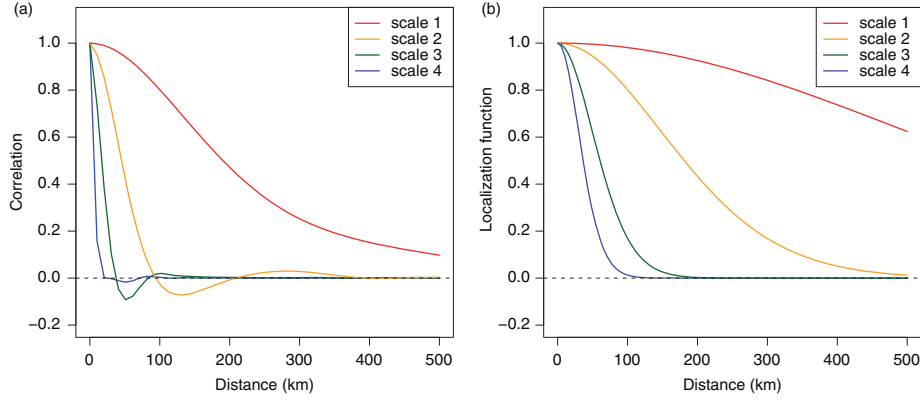 (a)
scale 1
scale 2
scale 3
scale 4
1.0
0.8
0.6
0.4
0.2
0.0
−0.2
Correlation
0
100
200
300
400
500
Distance (km)
(b)
scale 1
scale 2
scale 3
scale 4
1.0
0.8
0.6
0.4
0.2
0.0
−0.2
Localization function
0
100
200
300
400
500
Distance (km)